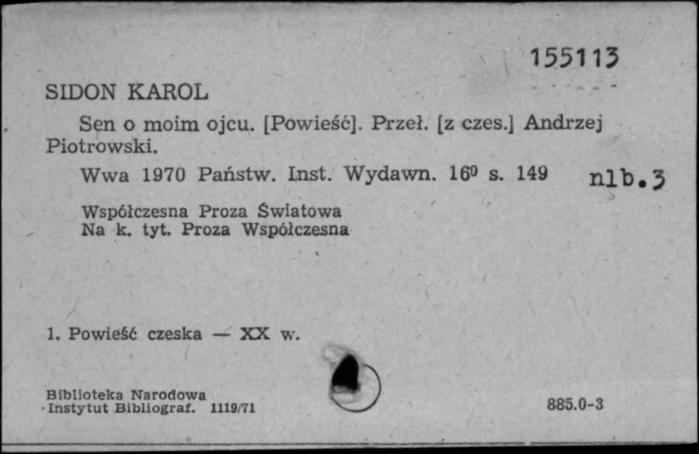 155113
SIDON KAROL
Sen o moim ojcu. [Powieść]. Przeł. [z czes.] Andrzej
Piotrowski.
Wwa 1970 Państw. Inst. Wydawn. 16⁰ s. 149 nlb.3
Współczesna Proza Światowa
Na k. tyt. Proza Współczesna
1. Powieść czeska — XX w.
Biblioteka Narodowa
Instytut Bibliograf. 1119/71
885.0-3